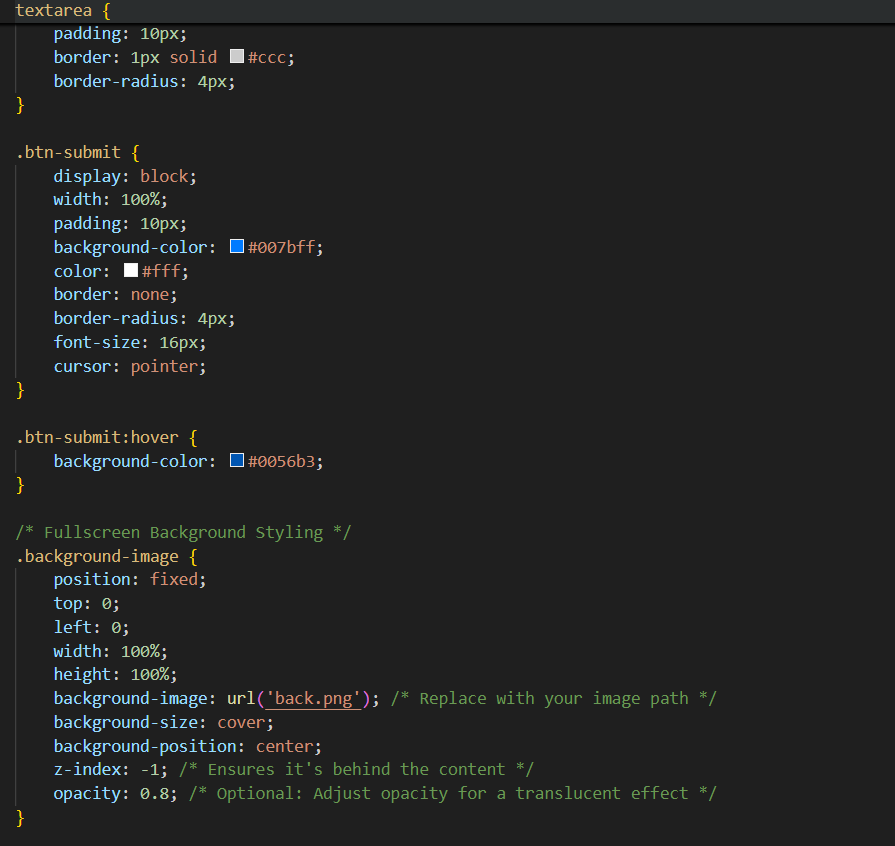 textarea {
    padding: 10px;
    border: 1px solid #ccc;
    border-radius: 4px;
}

.btn-submit {
    display: block;
    width: 100%;
    padding: 10px;
    background-color: #007bff;
    color: #fff;
    border: none;
    border-radius: 4px;
    font-size: 16px;
    cursor: pointer;
}

.btn-submit:hover {
    background-color: #0056b3;
}

/* Fullscreen Background Styling */
.background-image {
    position: fixed;
    top: 0;
    left: 0;
    width: 100%;
    height: 100%;
    background-image: url('back.png'); /* Replace with your image path */
    background-size: cover;
    background-position: center;
    z-index: -1; /* Ensures it's behind the content */
    opacity: 0.8; /* Optional: Adjust opacity for a translucent effect */
}